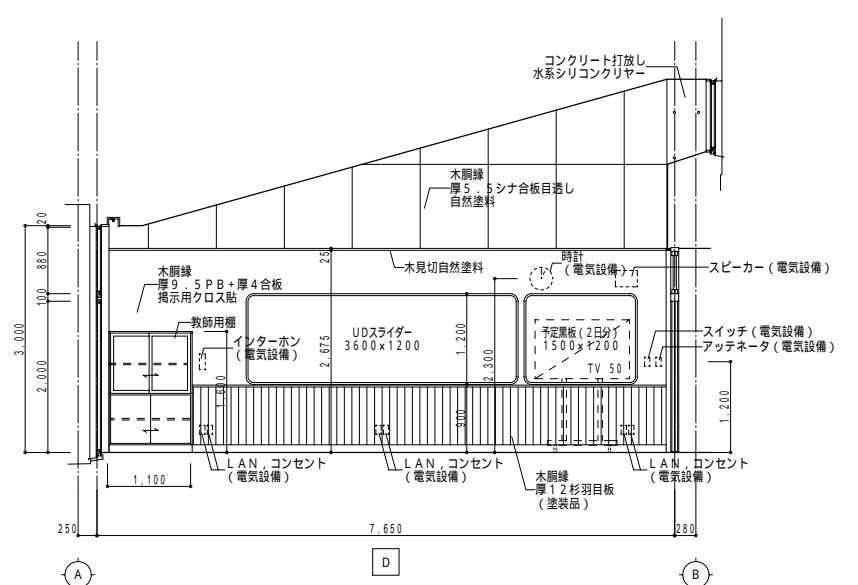 コンクリート打放し
水系シリコンクリヤー
木胴縁
厚5.5シナ合板目透し
自然塗料
20
880
100
2,000
3,000
木胴縁
厚9.5PB+厚4合板
掲示用クロス貼
教師用棚
インターホン
(電気設備)
25
2,675
1,600
木見切自然塗料
時計
(電気設備)
スピーカー(電気設備)
UDスライダー
3600x1200
1,200
2,300
900
予定黒板(2日分)
1500x1200
TV 50
スイッチ(電気設備)
アッテネータ(電気設備)
1,200
LAN,コンセント
(電気設備)
LAN,コンセント
(電気設備)
木胴縁
厚12杉羽目板
(塗装品)
LAN,コンセント
(電気設備)
1,100
250
7,650
280
A
D
B